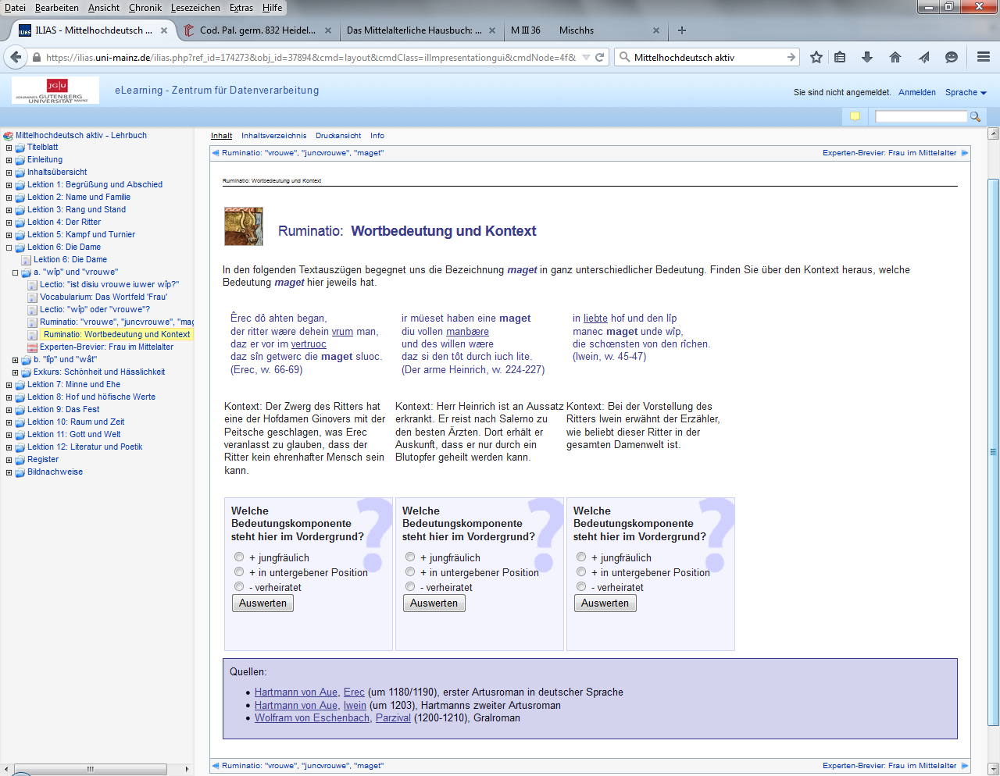 Datei Bearbeiten Ansicht Chronik Lesezeichen Extras Hilfe
ILIAS - Mittelhochdeutsch ...
Cod. Pal. germ. 832 Heidel...
Das Mittelalterliche Hausbuch: ...
M III 36 Mischhs
https://ilias.uni-mainz.de/ilias.php?ref_id=174273&obj_id=37894&cmd=layout&cmdClass=illmpresentationgui&cmdNode=4f&
Mittelhochdeutsch aktiv
JG|U
JOHANNES GUTENBERG
UNIVERSITÄT MAINZ
eLearning - Zentrum für Datenverarbeitung
Sie sind nicht angemeldet. Anmelden Sprache
Mittelhochdeutsch aktiv - Lehrbuch
Titelblatt
Einleitung
Inhaltsübersicht
Lektion 1: Begrüßung und Abschied
Lektion 2: Name und Familie
Lektion 3: Rang und Stand
Lektion 4: Der Ritter
Lektion 5: Kampf und Turnier
Lektion 6: Die Dame
Lektion 6: Die Dame
a. "wîp" und "vrouwe"
Lectio: "ist disiu vrouwe iuwer wîp?"
Vocabularium: Das Wortfeld 'Frau'
Lectio: "wîp" oder "vrouwe"?
Ruminatio: "vrouwe", "juncvrouwe", "mag
Ruminatio: Wortbedeutung und Kontext
Experten-Brevier: Frau im Mittelalter
b. "lîp" und "wât"
Exkurs: Schönheit und Hässlichkeit
Lektion 7: Minne und Ehe
Lektion 8: Hof und höfische Werte
Lektion 9: Das Fest
Lektion 10: Raum und Zeit
Lektion 11: Gott und Welt
Lektion 12: Literatur und Poetik
Register
Bildnachweise
Inhalt Inhaltsverzeichnis Druckansicht Info
Ruminatio: "vrouwe", "juncvrouwe", "maget"
Experten-Brevier: Frau im Mittelalter
Ruminatio: Wortbedeutung und Kontext
Ruminatio: Wortbedeutung und Kontext
In den folgenden Textauszügen begegnet uns die Bezeichnung maget in ganz unterschiedlicher Bedeutung. Finden Sie über den Kontext heraus, welche
Bedeutung maget hier jeweils hat.
Êrec dô ahten began,
der ritter wære dehein vrum man,
daz er vor im vertruoc
daz sîn getwerc die maget sluoc.
(Erec, vv. 66-69)
ir müeset haben eine maget
diu vollen manbære
und des willen wære
daz si den tôt durch iuch lite.
(Der arme Heinrich, vv. 224-227)
in liebte hof und den lîp
manec maget unde wîp,
die schœnsten von den rîchen.
(Iwein, vv. 45-47)
Kontext: Der Zwerg des Ritters hat
eine der Hofdamen Ginovers mit der
Peitsche geschlagen, was Erec
veranlasst zu glauben, dass der
Ritter kein ehrenhafter Mensch sein
kann.
Kontext: Herr Heinrich ist an Aussatz
erkrankt. Er reist nach Salerno zu
den besten Ärzten. Dort erhält er
Auskunft, dass er nur durch ein
Blutopfer geheilt werden kann.
Kontext: Bei der Vorstellung des
Ritters Iwein erwähnt der Erzähler,
wie beliebt dieser Ritter in der
gesamten Damenwelt ist.
?
Welche
Bedeutungskomponente
steht hier im Vordergrund?
+ jungfräulich
+ in untergebener Position
- verheiratet
Auswerten
?
Welche
Bedeutungskomponente
steht hier im Vordergrund?
+ jungfräulich
+ in untergebener Position
- verheiratet
Auswerten
?
Welche
Bedeutungskomponente
steht hier im Vordergrund?
+ jungfräulich
+ in untergebener Position
- verheiratet
Auswerten
Quellen:
• Hartmann von Aue, Erec (um 1180/1190), erster Artusroman in deutscher Sprache
• Hartmann von Aue, Iwein (um 1203), Hartmanns zweiter Artusroman
• Wolfram von Eschenbach, Parzival (1200-1210), Gralroman
Ruminatio: "vrouwe", "juncvrouwe", "maget"
Experten-Brevier: Frau im Mittelalter